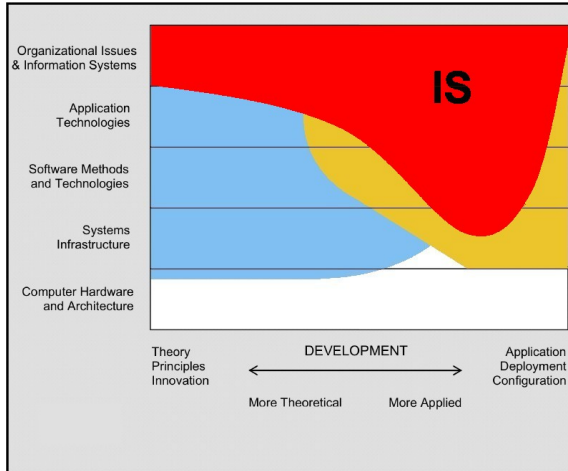 Organizational Issues
& Information Systems
IS
Application
Technologies
Software Methods
and Technologies
Systems
Infrastructure
Computer Hardware
and Architecture
Theory
Principles
Innovation
DEVELOPMENT
Application
Deployment
Configuration
More Theoretical
More Applied